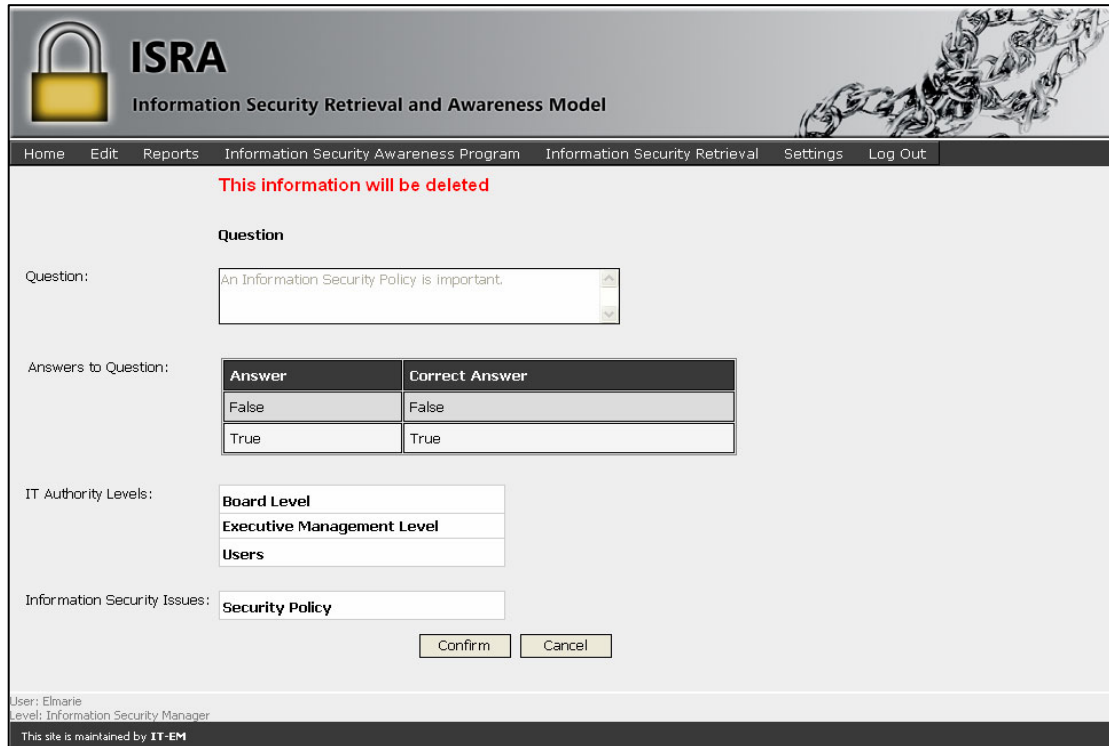 ISRA
Information Security Retrieval and Awareness Model
Home Edit Reports Information Security Awareness Program Information Security Retrieval Settings Log Out
This information will be deleted
Question
Question:
An Information Security Policy is important.
Answers to Question:
Answer Correct Answer
False False
True True
IT Authority Levels:
Board Level
Executive Management Level
Users
Information Security Issues:
Security Policy
Confirm Cancel
User: Elmarie
Level: Information Security Manager
This site is maintained by IT-EM